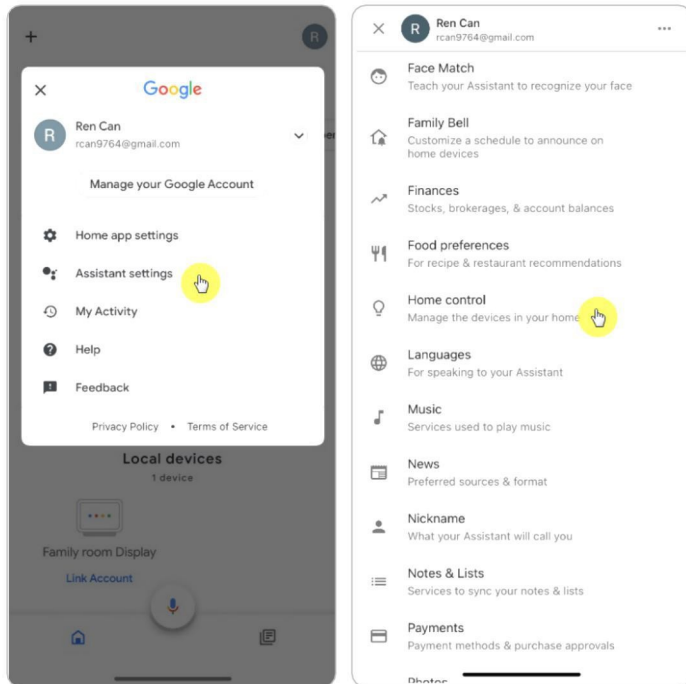 R
Google
R
Ren Can
rcan9764@gmail.com
Manage your Google Account
Home app settings
Assistant settings
My Activity
Help
Feedback
Privacy Policy • Terms of Service
Local devices
1 device
Family room Display
Link Account
R
Ren Can
rcan9764@gmail.com
Face Match
Teach your Assistant to recognize your face
Family Bell
Customize a schedule to announce on
home devices
Finances
Stocks, brokerages, & account balances
Food preferences
For recipe & restaurant recommendations
Home control
Manage the devices in your home
Languages
For speaking to your Assistant
Music
Services used to play music
News
Preferred sources & format
Nickname
What your Assistant will call you
Notes & Lists
Services to sync your notes & lists
Payments
Payment methods & purchase approvals
Photos